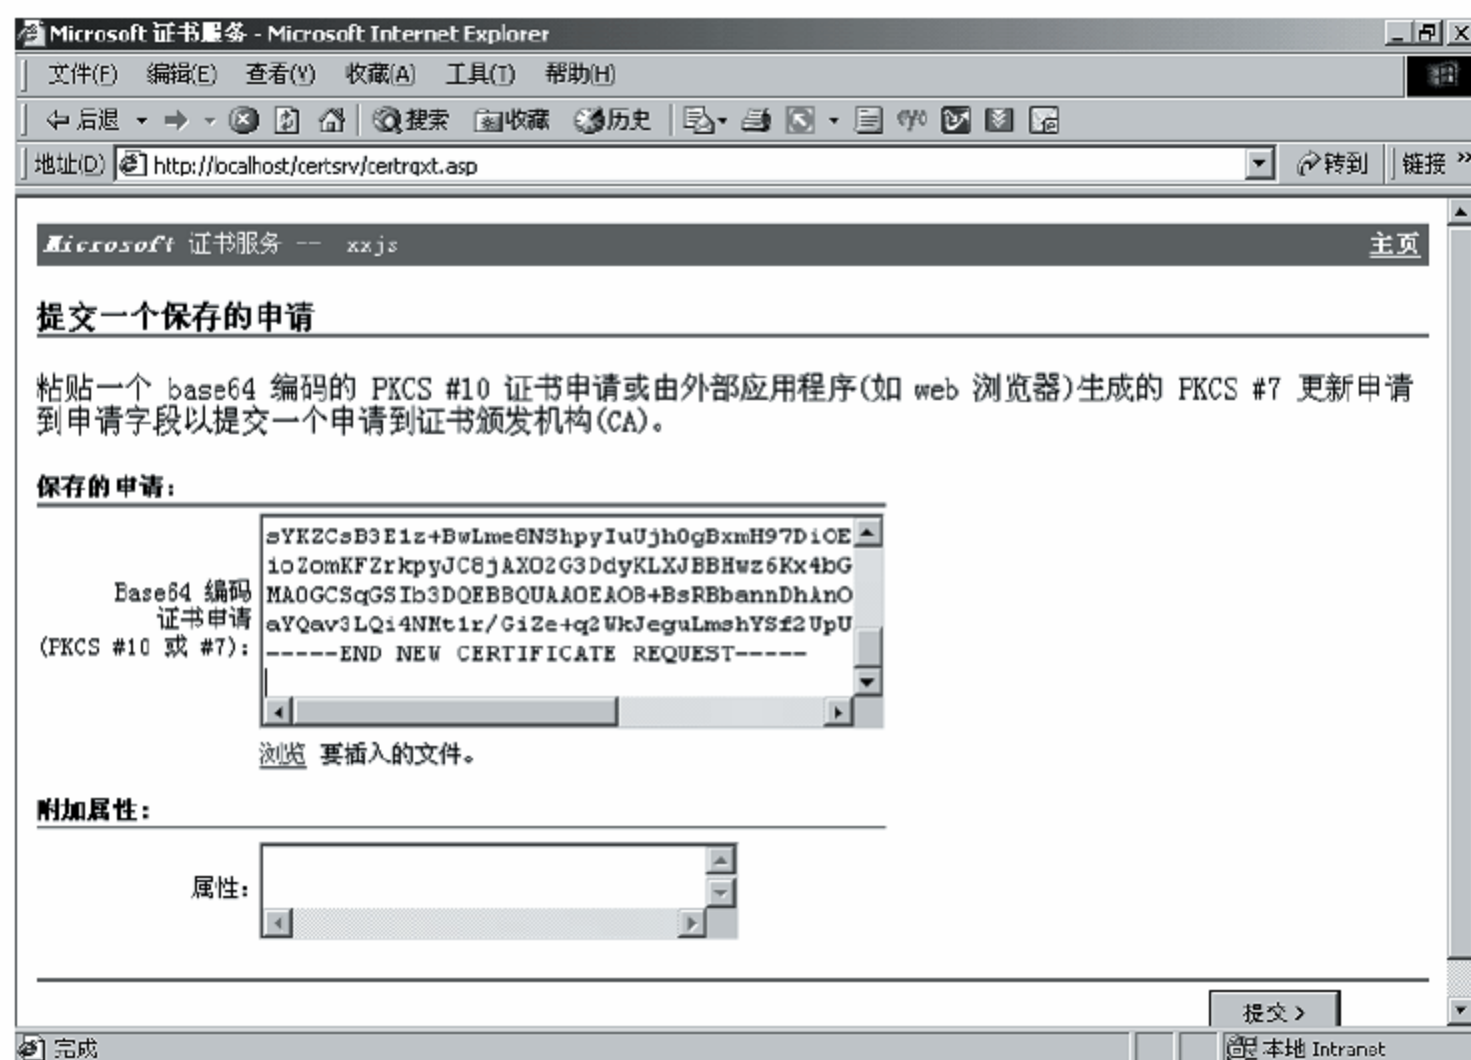 Microsoft 证书服务 - Microsoft Internet Explorer
文件(F) 编辑(E) 查看(V) 收藏(A) 工具(T) 帮助(H)
后退 搜索 收藏 历史
地址(D) http://localhost/certsrv/certrqxt.asp 转到 链接 »
Microsoft 证书服务 -- xzjs 主页
提交一个保存的申请
粘贴一个 base64 编码的 PKCS #10 证书申请或由外部应用程序(如 web 浏览器)生成的 PKCS #7 更新申请
到申请字段以提交一个申请到证书颁发机构(CA)。
保存的申请:
Base64 编码
证书申请
(PKCS #10 或 #7):
sYKZCsB3E1z+BwLme8NShpyIuUjh0gBxmH97DiOE
ioZomKFZrkpyJC8jAXO2G3DdyKLXJBBHwz6Kx4bG
MA0GCSqGSIb3DQEBBQUAA0EAOB+BsRBbannDhAnO
aYQav3LQi4NMt1r/GiZe+q2WkJeguLmshYSf2UpU
-----END NEW CERTIFICATE REQUEST-----
浏览 要插入的文件。
附加属性:
属性:
提交 >
完成 本地 Intranet